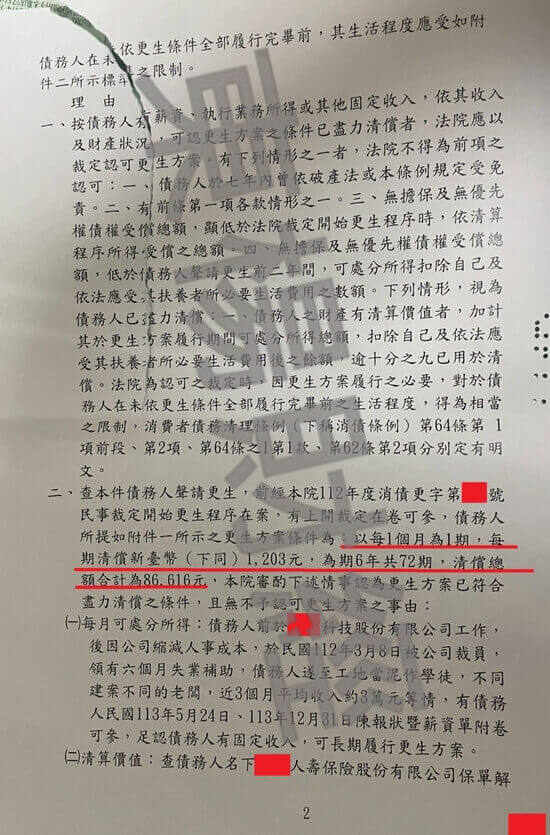 債務人在未依更生條件全部履行完畢前，其生活程度應受如附
件二所示標準之限制。
理由
一、按債務人有薪資、執行業務所得或其他固定收入，依其收入
及財產狀況，可認更生方案之條件已盡力清償者，法院應以
裁定認可更生方案。有下列情形之一者，法院不得為前項之
認可：一、債務人於七年內曾依破產法或本條例規定受免
責。二、有前條第一項各款情形之一。三、無擔保及無優先
權債權受償總額，顯低於法院裁定開始更生程序時，依清算
程序所得受償之總額。四、無擔保及無優先權債權受償總
額，低於債務人聲請更生前二年間，可處分所得扣除自己及
依法應受其扶養者所必要生活費用之數額。下列情形，視為
債務人已盡力清償：一、債務人之財產有清算價值者，加計
其於更生方案履行期間可處分所得總額，扣除自己及依法應
受其扶養者所必要生活費用後之餘額，逾十分之九已用於清
償。法院為認可之裁定時，因更生方案履行之必要，對於債
務人在未依更生條件全部履行完畢前之生活程度，得為相當
之限制，消費者債務清理條例（下稱消債條例）第64條第1
項前段、第2項、第64條之1第1款、第62條第2項分別定有明
文。
二、查本件債務人聲請更生，前經本院112年度消債更字第號
民事裁定開始更生程序在案，有上開裁定在卷可參，債務人
所提如附件一所示之更生方案條件為：以每1個月為1期，每
期清償新臺幣（下同）1,203元，為期6年共72期，清償總
額合計為86,616元，本院審酌下述情事認為更生方案已符合
盡力清償之條件，且無不予認可更生方案之事由：
㈠每月可處分所得：債務人前於科技股份有限公司工作，
後因公司縮減人事成本，於民國112年3月8日被公司裁員，
領有六個月失業補助，債務人遂至工地當泥作學徒，不同
建案不同的老闆，近3個月平均收入約3萬元等情，有債務
人民國113年5月24日、113年12月31日陳報狀暨薪資單附卷
可參，足認債務人有固定收入，可長期履行更生方案。
㈡清算價值：查債務人名下人壽保險股份有限公司保單解
2